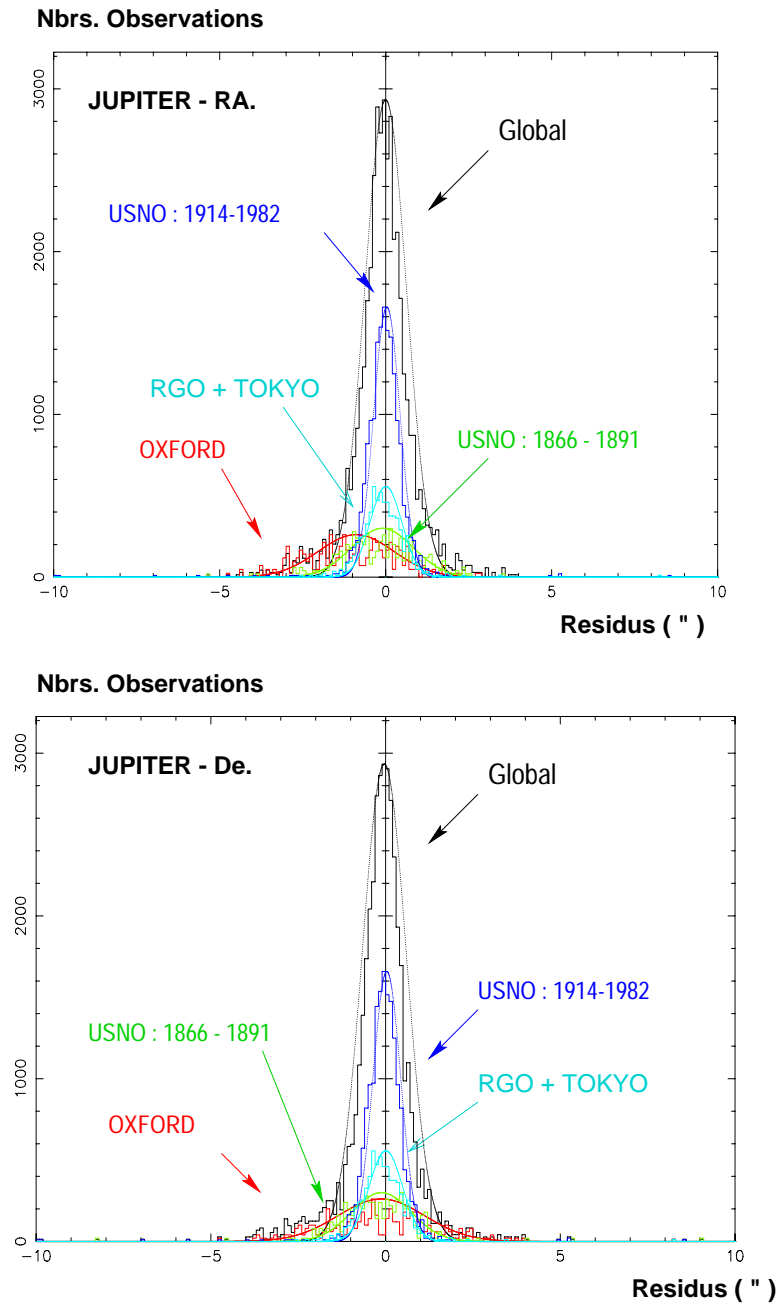 Nbrs. Observations
JUPITER - RA.
Global
USNO : 1914-1982
RGO + TOKYO
USNO : 1866 - 1891
OXFORD
3000
2000
1000
0
−10
−5
0
5
10
Residus ( " )
Nbrs. Observations
JUPITER - De.
Global
USNO : 1914-1982
USNO : 1866 - 1891
RGO + TOKYO
OXFORD
3000
2000
1000
0
−10
−5
0
5
10
Residus ( " )